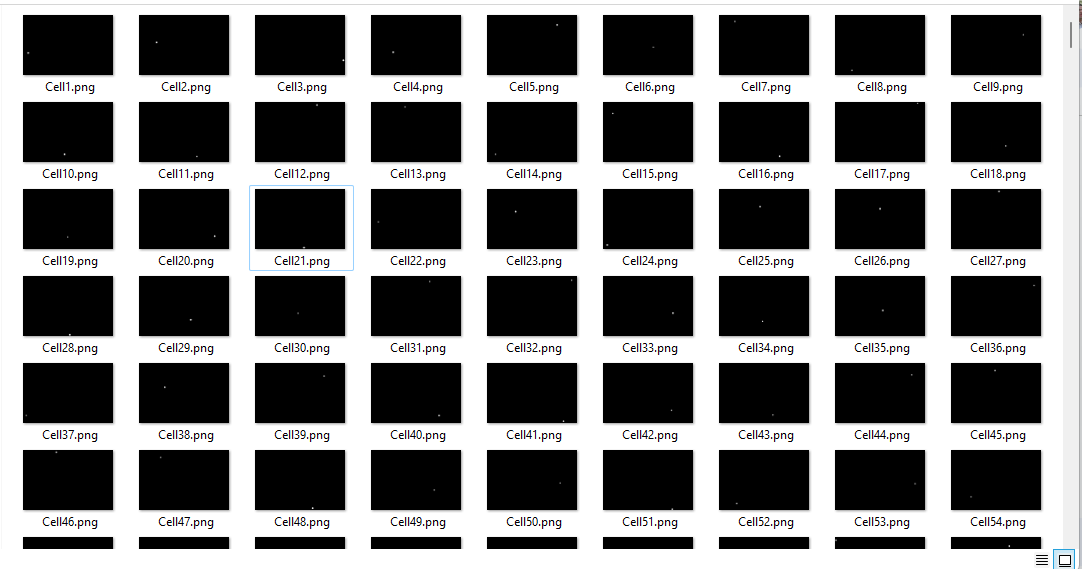 Cell1.png Cell2.png Cell3.png Cell4.png Cell5.png Cell6.png Cell7.png Cell8.png Cell9.png
Cell10.png Cell11.png Cell12.png Cell13.png Cell14.png Cell15.png Cell16.png Cell17.png Cell18.png
Cell19.png Cell20.png Cell21.png Cell22.png Cell23.png Cell24.png Cell25.png Cell26.png Cell27.png
Cell28.png Cell29.png Cell30.png Cell31.png Cell32.png Cell33.png Cell34.png Cell35.png Cell36.png
Cell37.png Cell38.png Cell39.png Cell40.png Cell41.png Cell42.png Cell43.png Cell44.png Cell45.png
Cell46.png Cell47.png Cell48.png Cell49.png Cell50.png Cell51.png Cell52.png Cell53.png Cell54.png